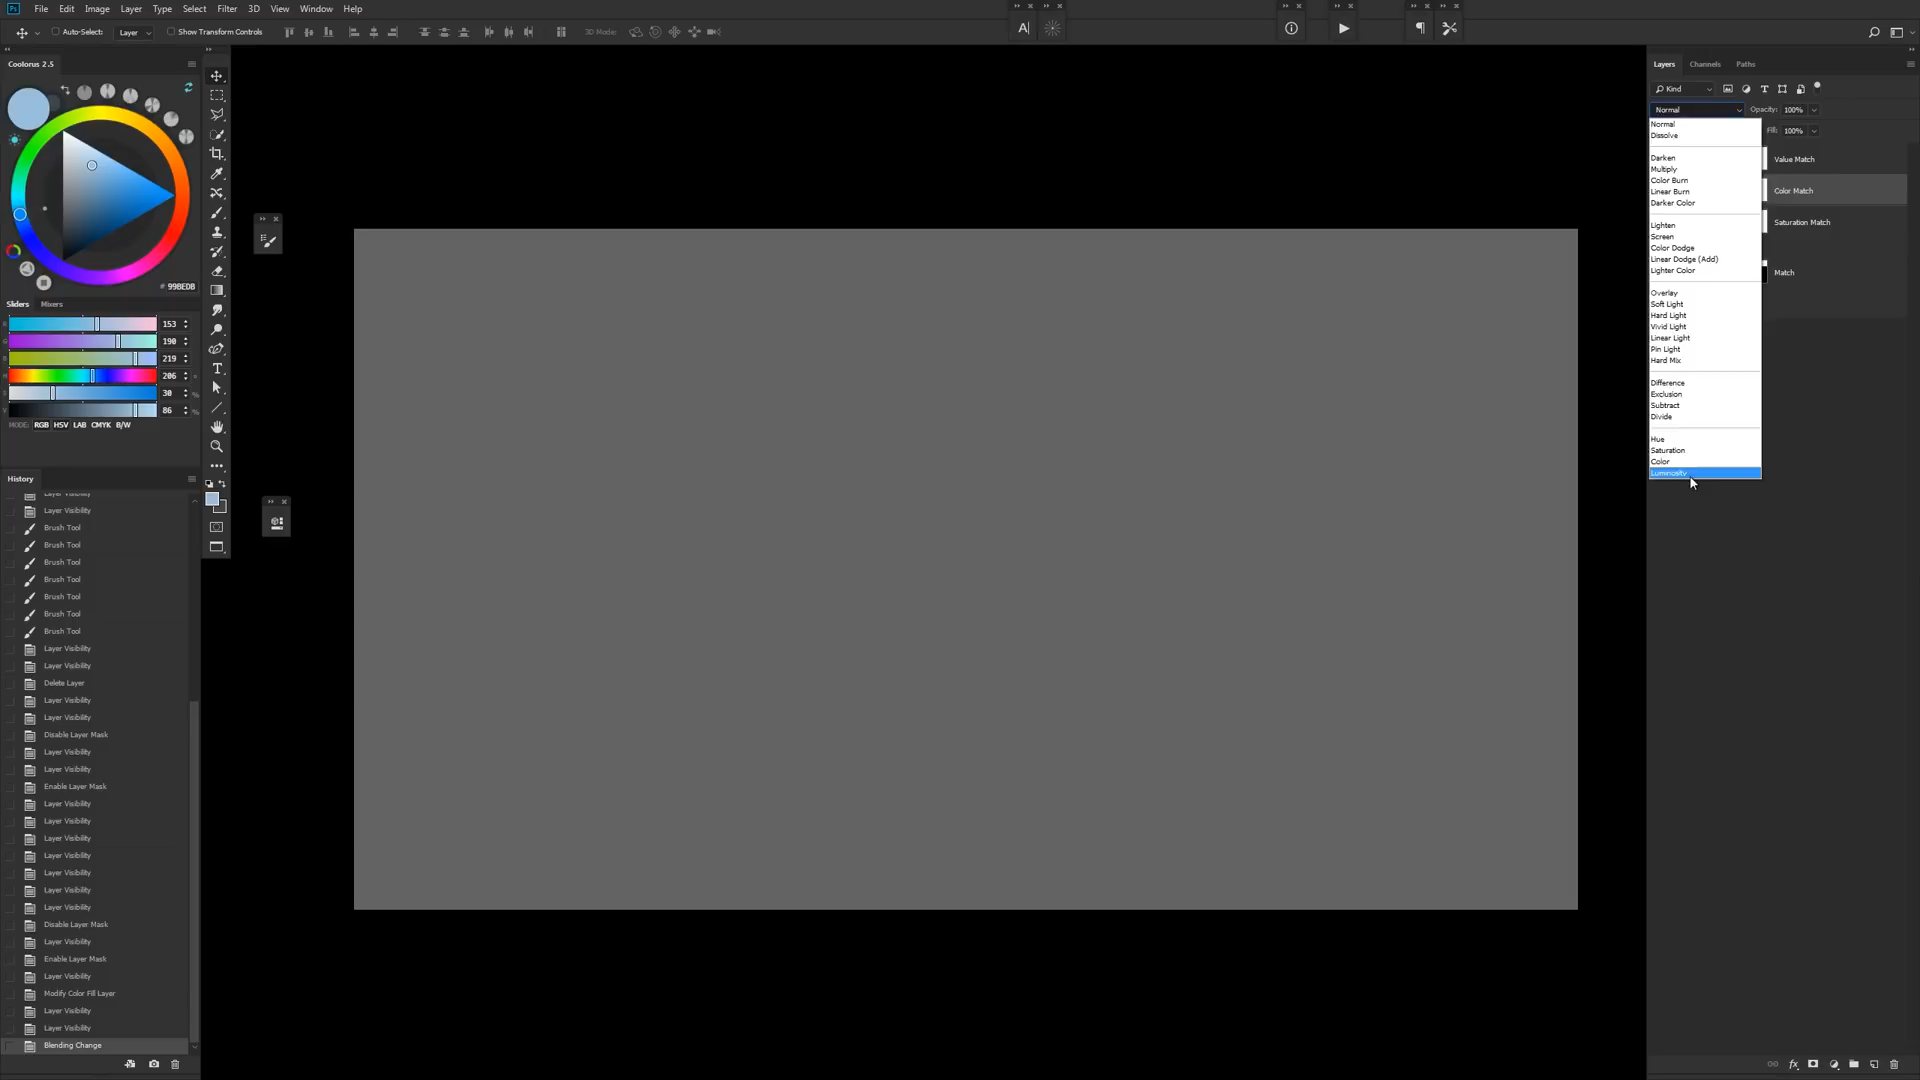 Ps File Edit Image Layer Type Select Filter 3D View Window Help
Auto-Select: Layer Show Transform Controls 3D Mode:
Coolorus 2.5
# 99BEDB
Sliders Mixers
153
190
219
206
30 %
86 %
MODE: RGB HSV LAB CMYK B/W
History
Layer Visibility
Layer Visibility
Brush Tool
Brush Tool
Brush Tool
Brush Tool
Brush Tool
Brush Tool
Brush Tool
Layer Visibility
Layer Visibility
Delete Layer
Layer Visibility
Layer Visibility
Disable Layer Mask
Layer Visibility
Layer Visibility
Enable Layer Mask
Layer Visibility
Layer Visibility
Layer Visibility
Layer Visibility
Layer Visibility
Layer Visibility
Layer Visibility
Disable Layer Mask
Layer Visibility
Enable Layer Mask
Layer Visibility
Modify Color Fill Layer
Layer Visibility
Layer Visibility
Blending Change
Layers Channels Paths
Kind
Normal Opacity: 100%
Fill: 100%
Normal
Dissolve
Darken
Multiply
Color Burn
Linear Burn
Darker Color
Lighten
Screen
Color Dodge
Linear Dodge (Add)
Lighter Color
Overlay
Soft Light
Hard Light
Vivid Light
Linear Light
Pin Light
Hard Mix
Difference
Exclusion
Subtract
Divide
Hue
Saturation
Color
Luminosity
Value Match
Color Match
Saturation Match
Match